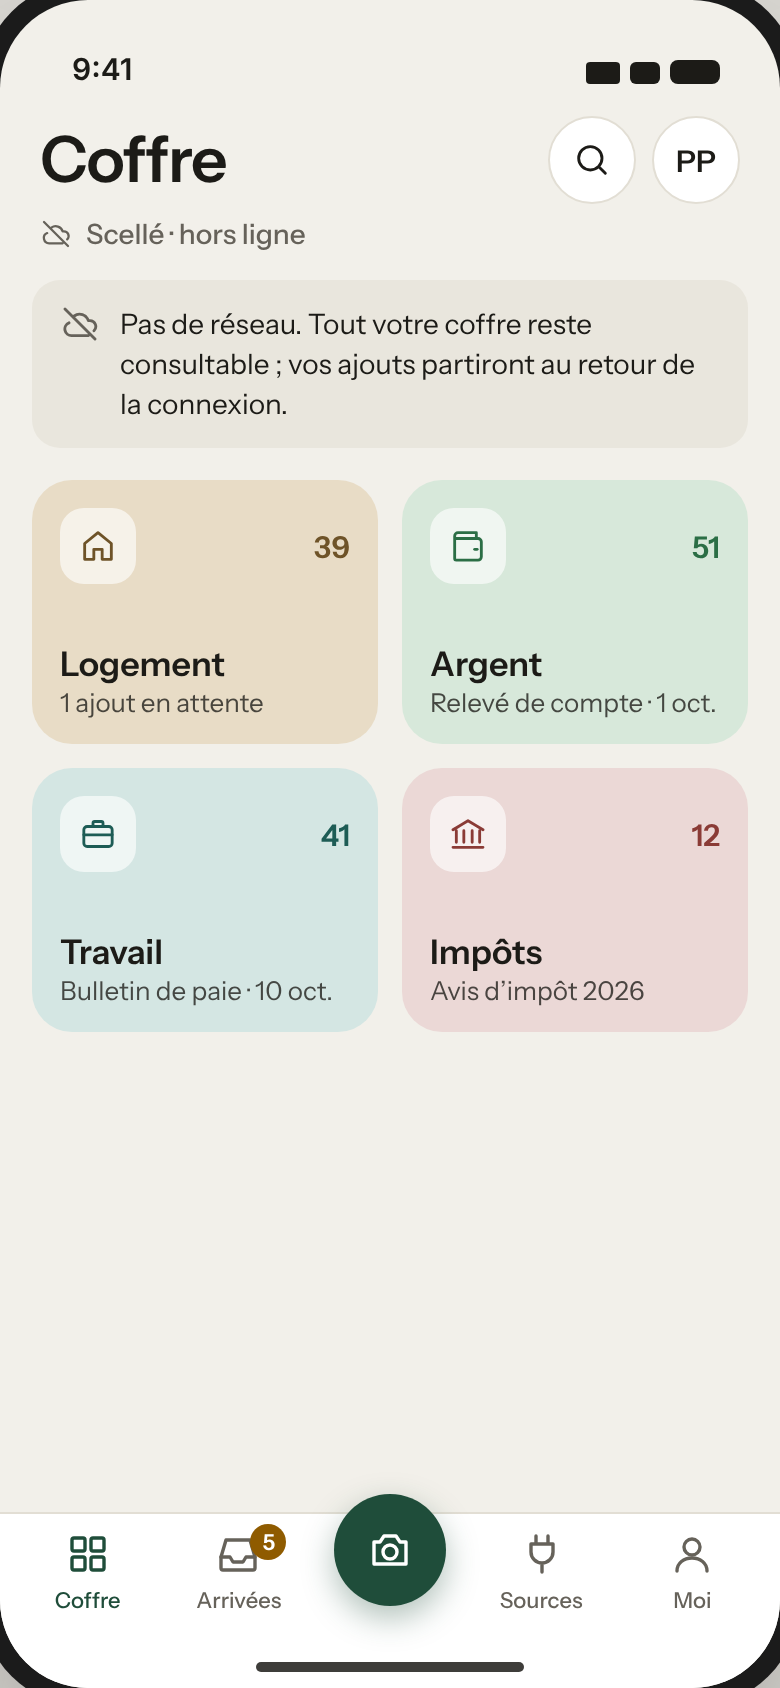 9:41
Coffre
PP
Scellé · hors ligne
Pas de réseau. Tout votre coffre reste
consultable ; vos ajouts partiront au retour de
la connexion.
39
Logement
1 ajout en attente
51
Argent
Relevé de compte · 1 oct.
41
Travail
Bulletin de paie · 10 oct.
12
Impôts
Avis d’impôt 2026
Coffre
5
Arrivées
Sources
Moi